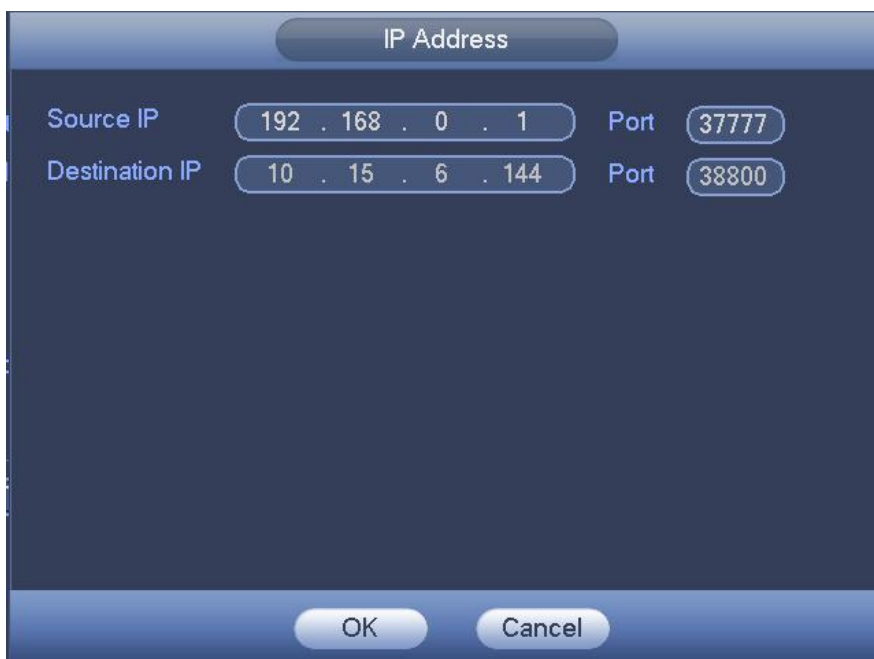 IP Address
Source IP 192 . 168 . 0 . 1 Port 37777
Destination IP 10 . 15 . 6 . 144 Port 38800
OK Cancel